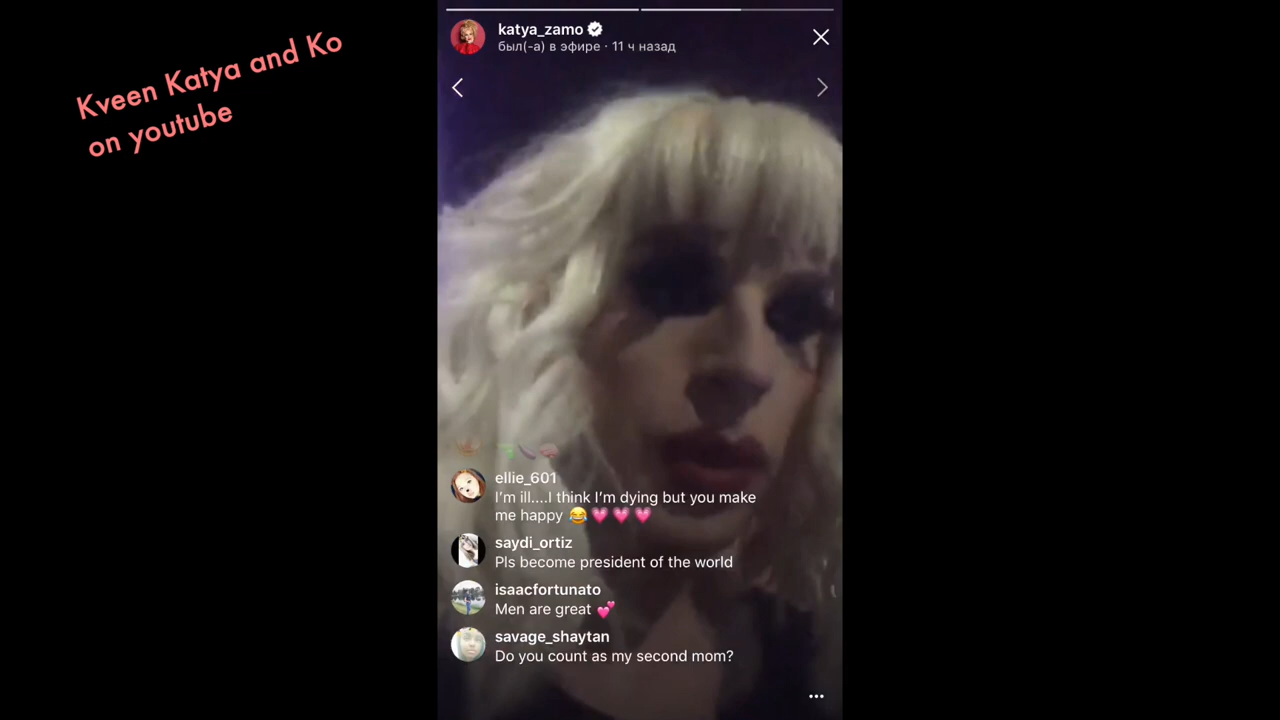 Kveen Katya and Ko
on youtube
katya_zamo
был(-а) в эфире · 11 ч назад
ellie_601
I'm ill....I think I'm dying but you make
me happy 😂💗💗💗
saydi_ortiz
Pls become president of the world
isaacfortunato
Men are great 💕
savage_shaytan
Do you count as my second mom?